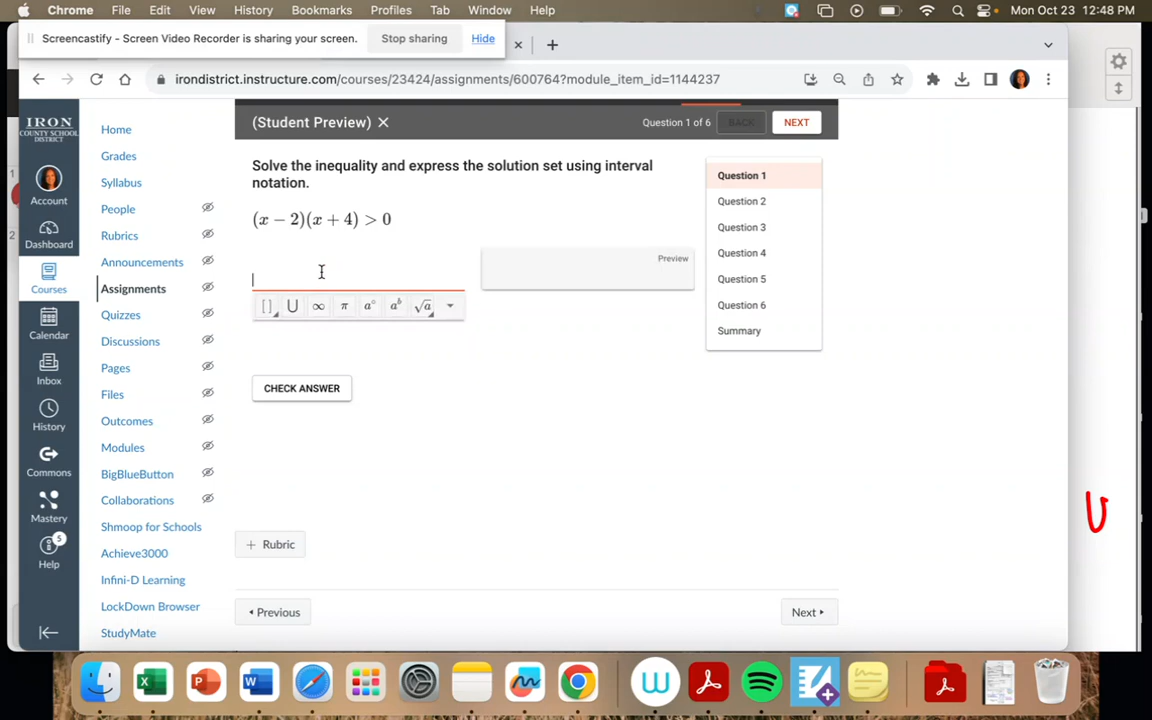 Chrome File Edit View History Bookmarks Profiles Tab Window Help Mon Oct 23 12:48 PM
Screencastify - Screen Video Recorder is sharing your screen. Stop sharing Hide
irondistrict.instructure.com/courses/23424/assignments/600764?module_item_id=1144237
IRON
COUNTY SCHOOL
DISTRICT
Account
Dashboard
Courses
Calendar
Inbox
History
Commons
Mastery
5
Help
Home
Grades
Syllabus
People
Rubrics
Announcements
Assignments
Quizzes
Discussions
Pages
Files
Outcomes
Modules
BigBlueButton
Collaborations
Shmoop for Schools
Achieve3000
Infini-D Learning
LockDown Browser
StudyMate
(Student Preview) Question 1 of 6 BACK NEXT
Solve the inequality and express the solution set using interval
notation.
(x − 2)(x + 4) > 0
Preview
[ ] ∪ ∞ π a° aᵇ √a
CHECK ANSWER
Question 1
Question 2
Question 3
Question 4
Question 5
Question 6
Summary
+ Rubric
Previous Next
1
2
U